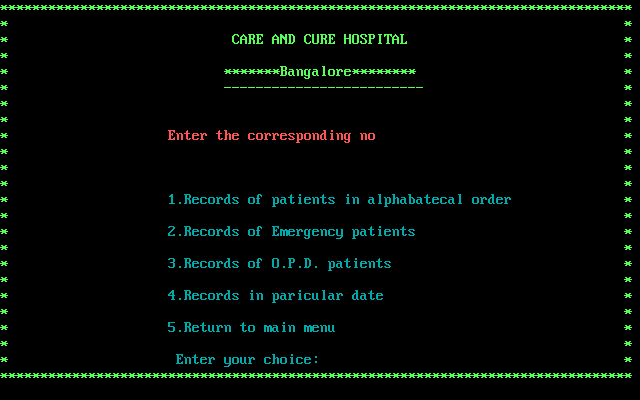 CARE AND CURE HOSPITAL
*******Bangalore********
-------------------------
Enter the corresponding no
1.Records of patients in alphabatecal order
2.Records of Emergency patients
3.Records of O.P.D. patients
4.Records in paricular date
5.Return to main menu
Enter your choice: